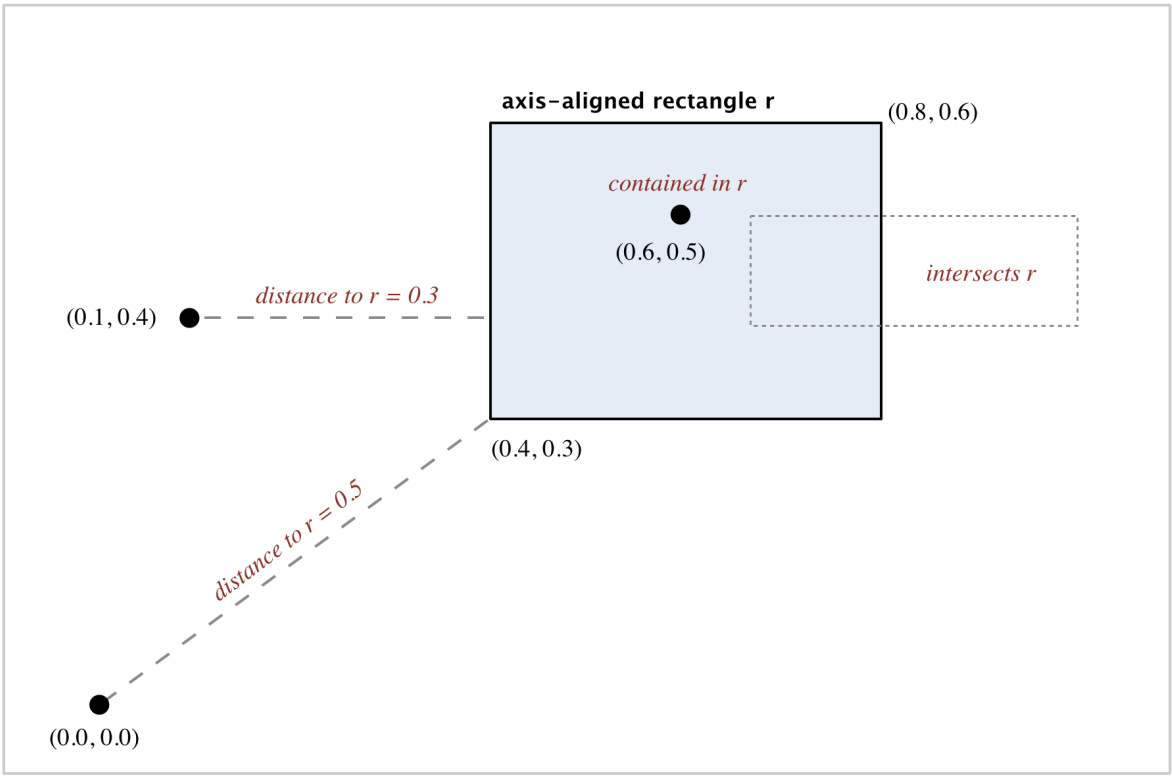 axis-aligned rectangle r
(0.8, 0.6)
contained in r
(0.6, 0.5)
intersects r
distance to r = 0.3
(0.1, 0.4)
(0.4, 0.3)
distance to r = 0.5
(0.0, 0.0)